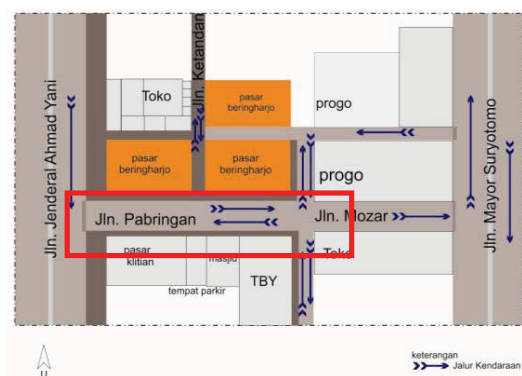 Jln. Jenderal Ahmad Yani
Toko
Jln. Ketandan
pasar
beringharjo
progo
pasar
beringharjo
pasar
beringharjo
progo
Jln. Mayor Suryotomo
Jln. Pabringan
Jln. Mozar
pasar
klitian
masjid
Toko
tempat parkir
TBY
U
keterangan
Jalur Kendaraan